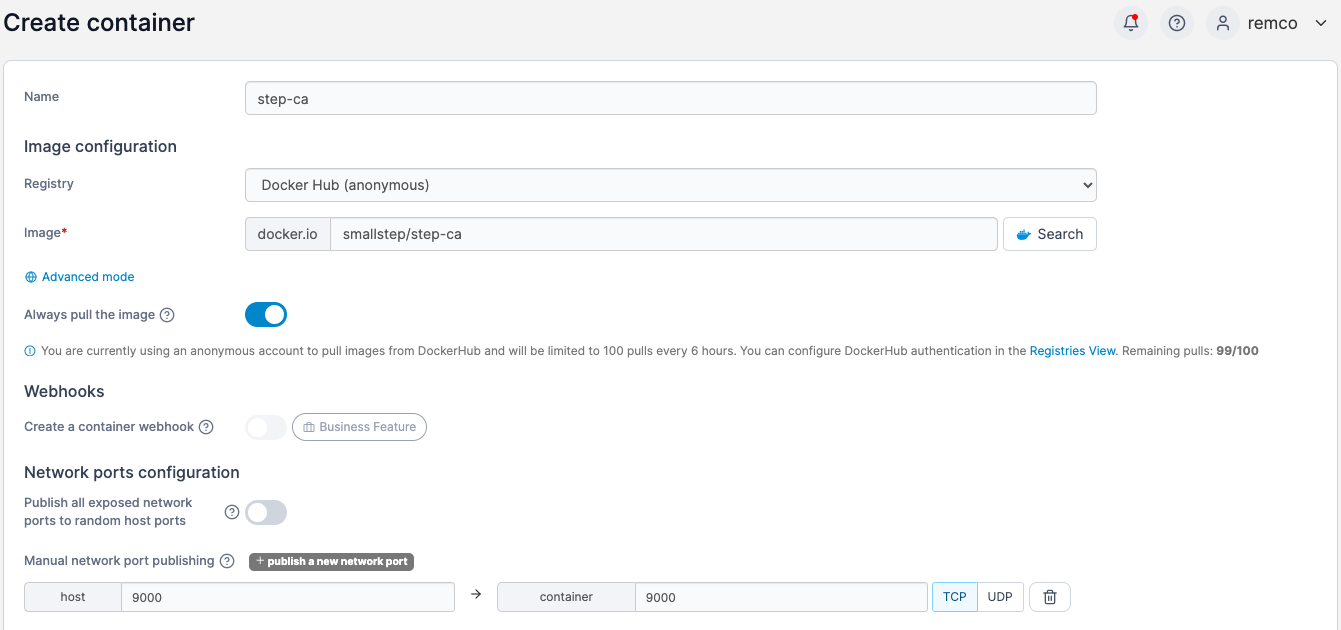 Create container
remco
Name
step-ca
Image configuration
Registry
Docker Hub (anonymous)
Image*
docker.io
smallstep/step-ca
Search
Advanced mode
Always pull the image
You are currently using an anonymous account to pull images from DockerHub and will be limited to 100 pulls every 6 hours. You can configure DockerHub authentication in the Registries View. Remaining pulls: 99/100
Webhooks
Create a container webhook
Business Feature
Network ports configuration
Publish all exposed network
ports to random host ports
Manual network port publishing
+ publish a new network port
host
9000
→
container
9000
TCP
UDP